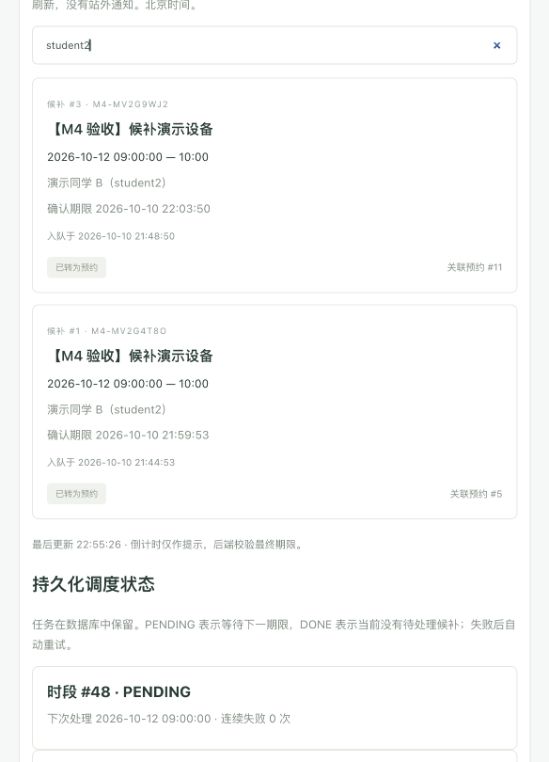 刷新，没有站外通知。北京时间。
student2
×
候补 #3 · M4-MV2G9WJ2
【M4 验收】候补演示设备
2026-10-12 09:00:00 — 10:00
演示同学 B（student2）
确认期限 2026-10-10 22:03:50
入队于 2026-10-10 21:48:50
已转为预约
关联预约 #11
候补 #1 · M4-MV2G4T8O
【M4 验收】候补演示设备
2026-10-12 09:00:00 — 10:00
演示同学 B（student2）
确认期限 2026-10-10 21:59:53
入队于 2026-10-10 21:44:53
已转为预约
关联预约 #5
最后更新 22:55:26 · 倒计时仅作提示，后端校验最终期限。
持久化调度状态
任务在数据库中保留。PENDING 表示等待下一期限，DONE 表示当前没有待处理候补；失败后自
动重试。
时段 #48 · PENDING
下次处理 2026-10-12 09:00:00 · 连续失败 0 次